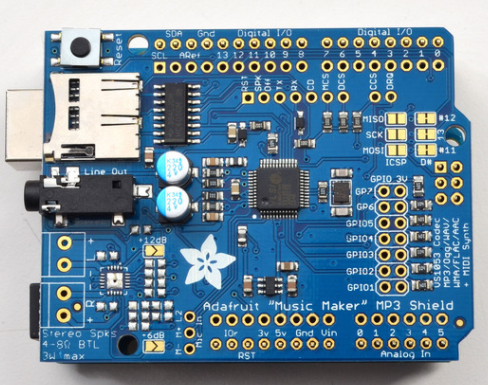 Reset
SDA Gnd Digital I/O Digital I/O
SCL ARef 13 12 11 10 9 8 7 6 5 4 3 2 1 0
RST SPK Off TX RX CD MCS DCS CCS DRQ
MISO #12
SCK #13
MOSI #11
ICSP D#
Line Out
GPIO 3V
GP7
GP6
GPIO5
GPIO4
GPIO3
GPIO2
GPIO1
VS1053 Codec
MP3/Ogg/WAV/
WMA/FLAC/AAC
+ MIDI Synth
+12dB
+ L
R
Adafruit "Music Maker" MP3 Shield
Stereo Spks
4-8Ω BTL
3W max
+6dB
IOr 3v 5v Gnd Vin 0 1 2 3 4 5
RST Analog In